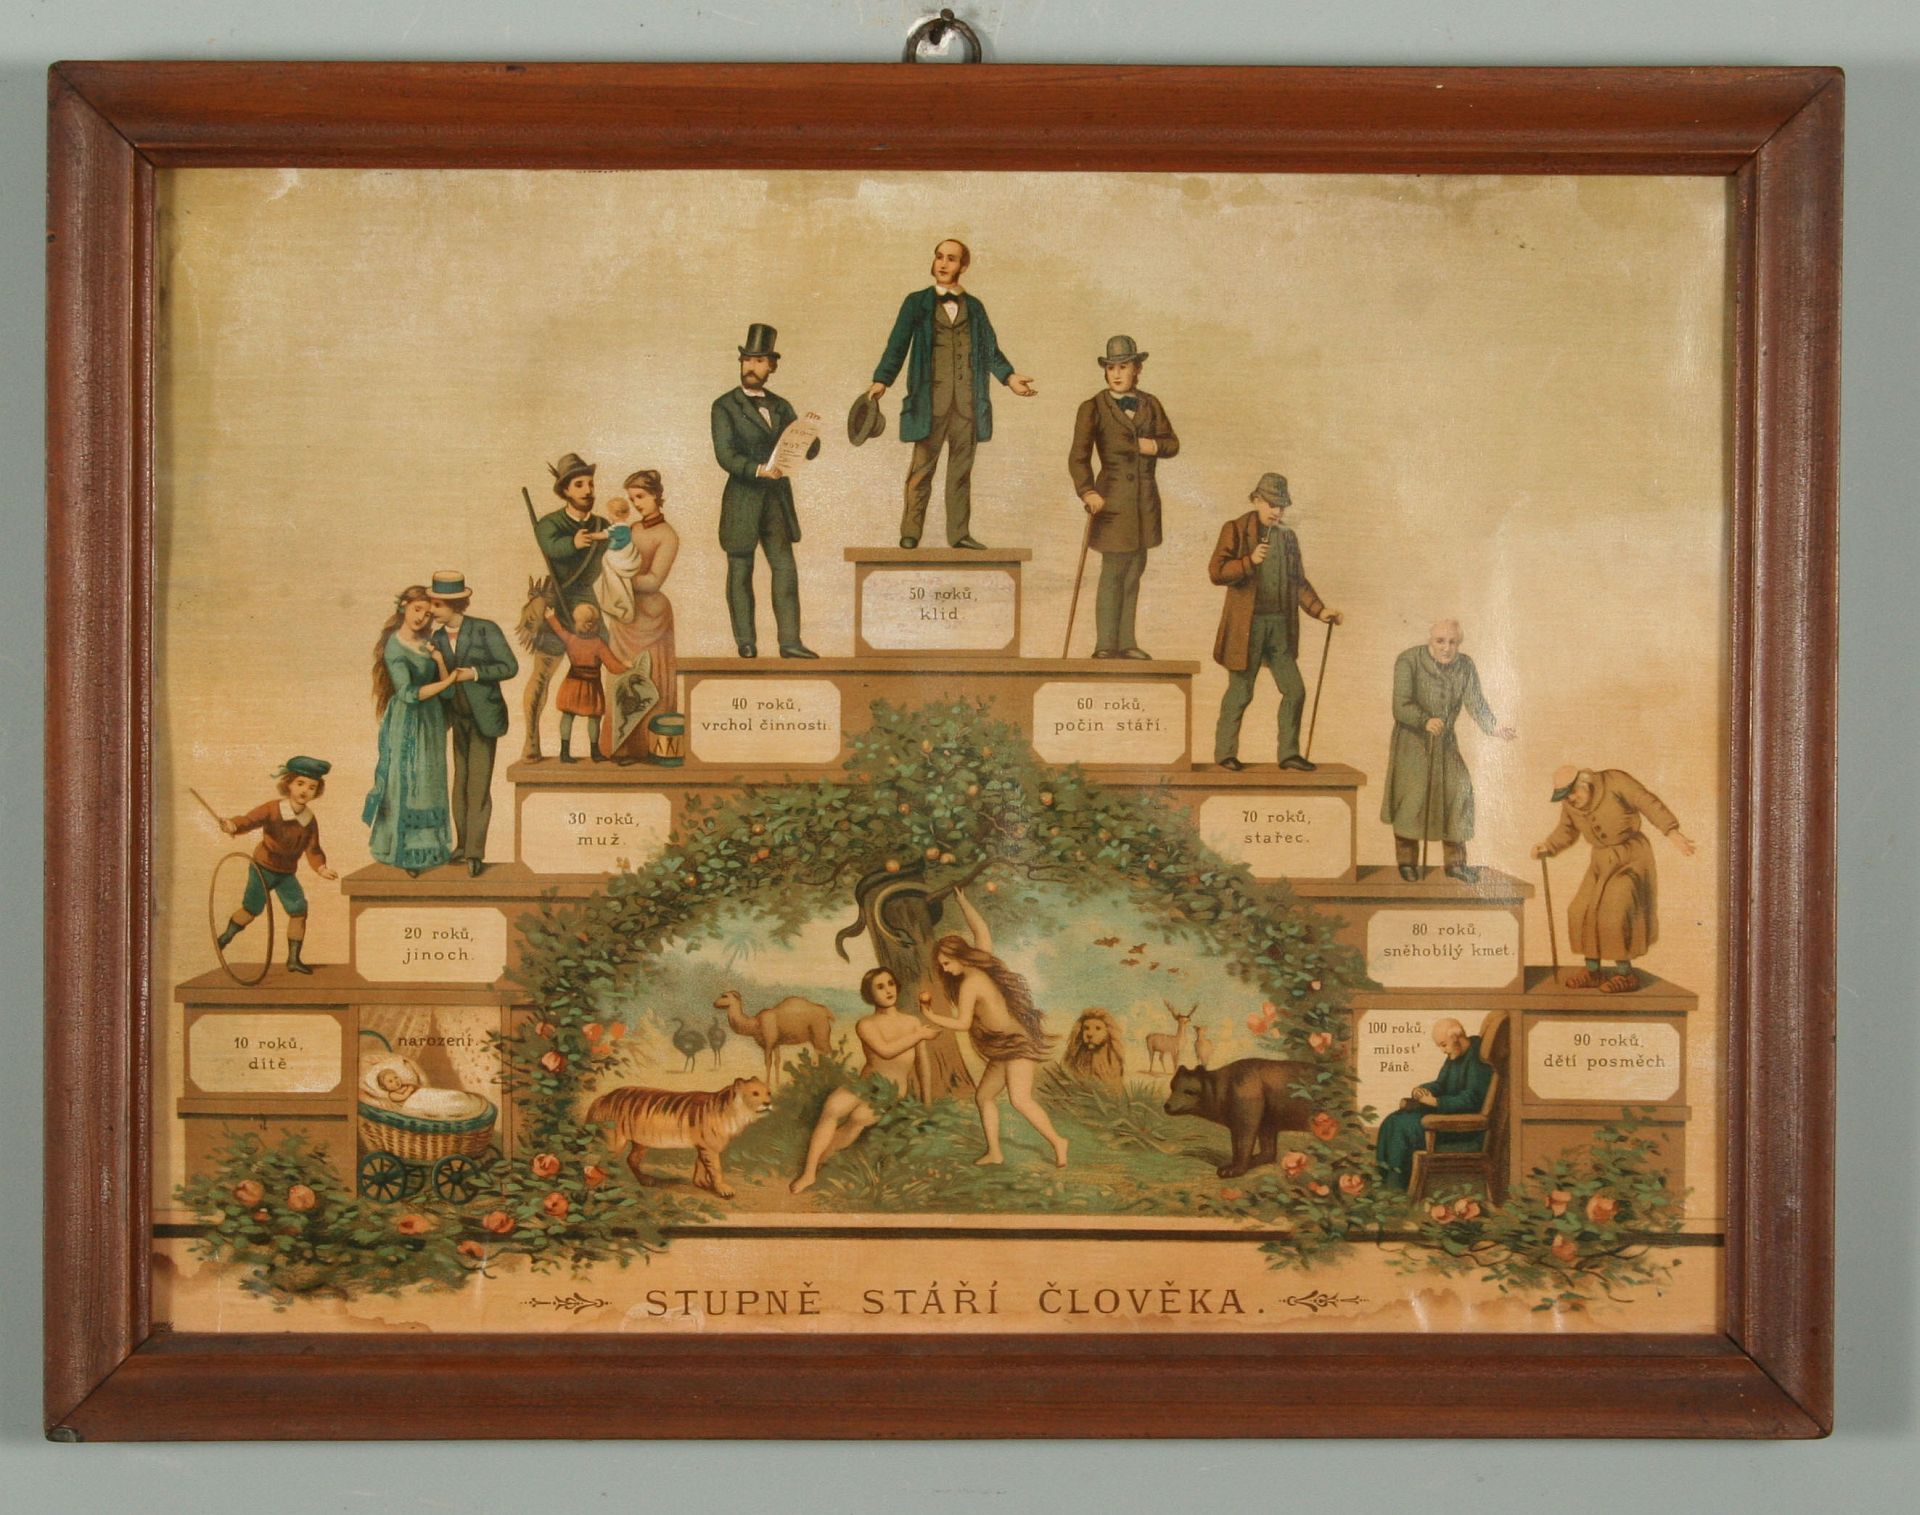 50 roků,
klid.
40 roků,
vrchol činnosti.
60 roků,
počin stáří.
30 roků,
muž.
70 roků,
stařec.
20 roků,
jinoch.
80 roků,
sněhobílý kmet.
10 roků,
dítě.
narození.
100 roků,
milosť
Páně.
90 roků,
dětí posměch.
STUPNĚ STÁŘÍ ČLOVĚKA.